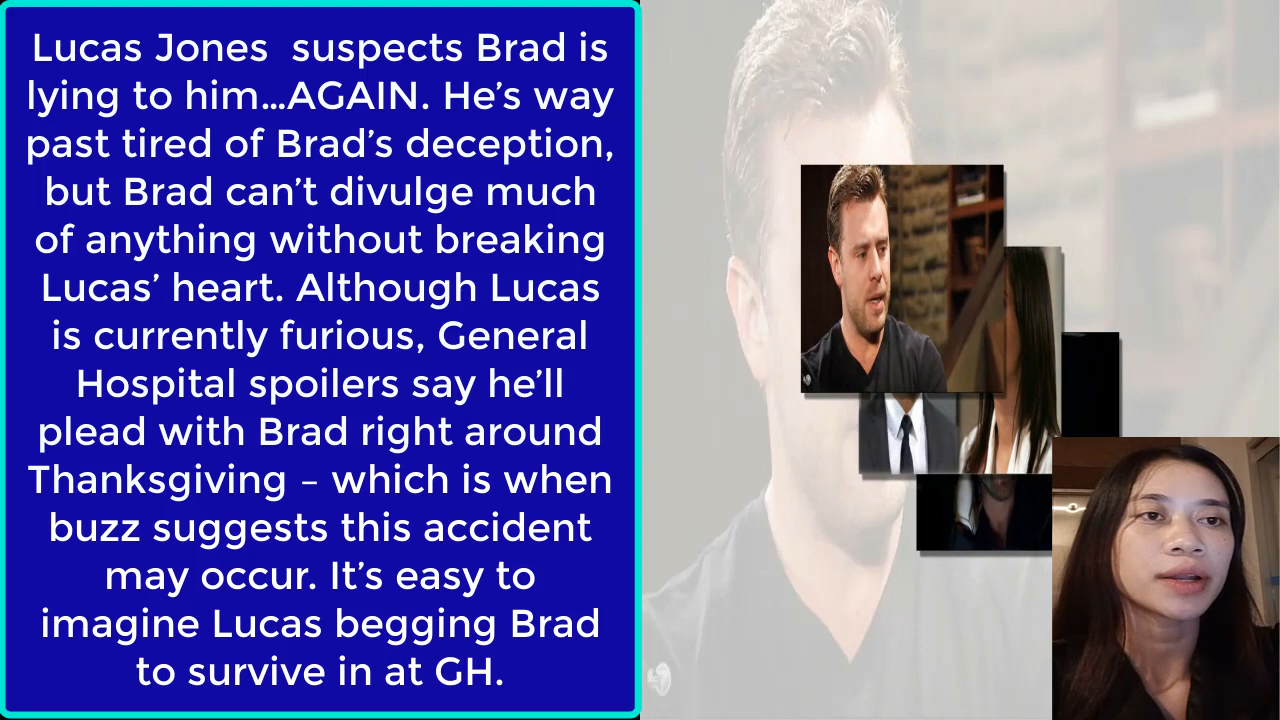 Lucas Jones  suspects Brad is
lying to him…AGAIN. He’s way
past tired of Brad’s deception,
but Brad can’t divulge much
of anything without breaking
Lucas’ heart. Although Lucas
is currently furious, General
Hospital spoilers say he’ll
plead with Brad right around
Thanksgiving – which is when
buzz suggests this accident
may occur. It’s easy to
imagine Lucas begging Brad
to survive in at GH.